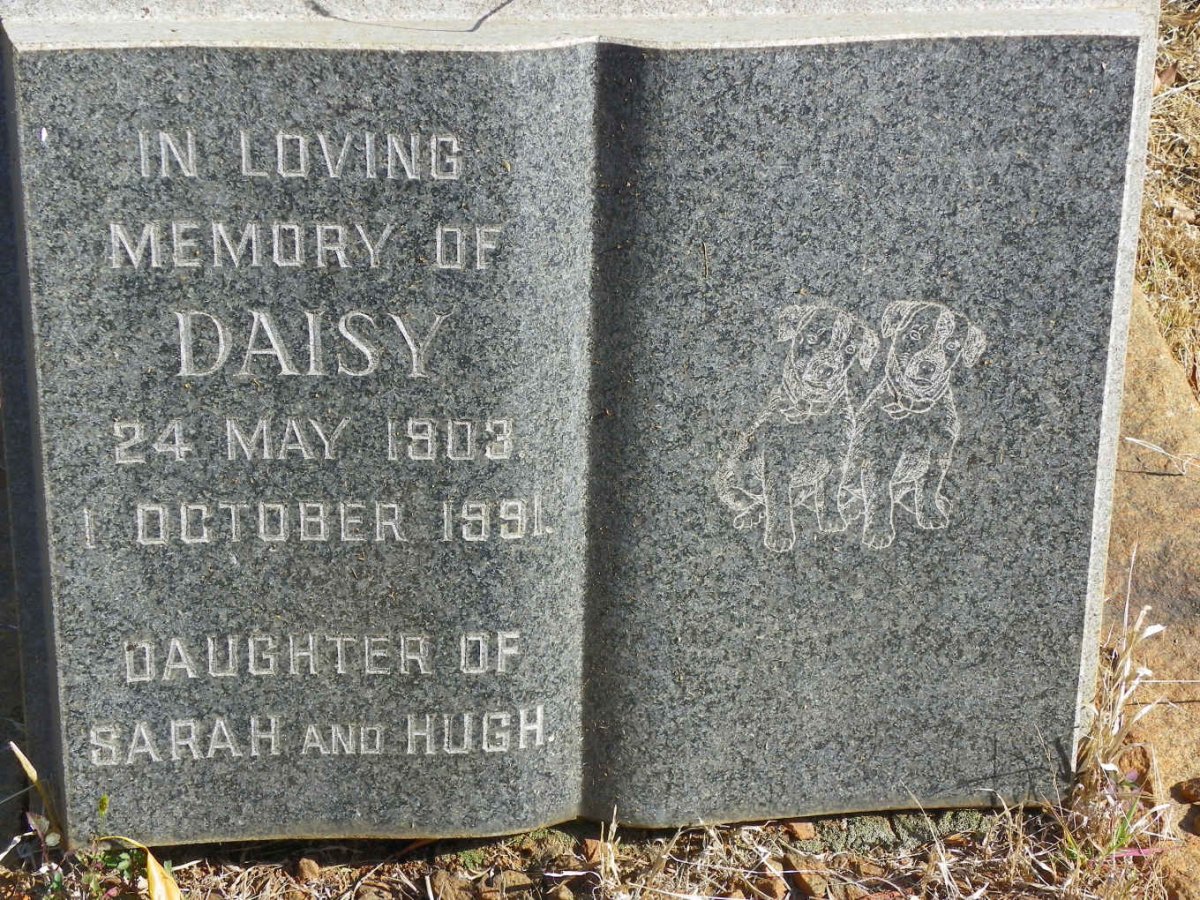 IN LOVING
MEMORY OF
DAISY
24 MAY 1903.
1 OCTOBER 1991.
DAUGHTER OF
SARAH AND HUGH.